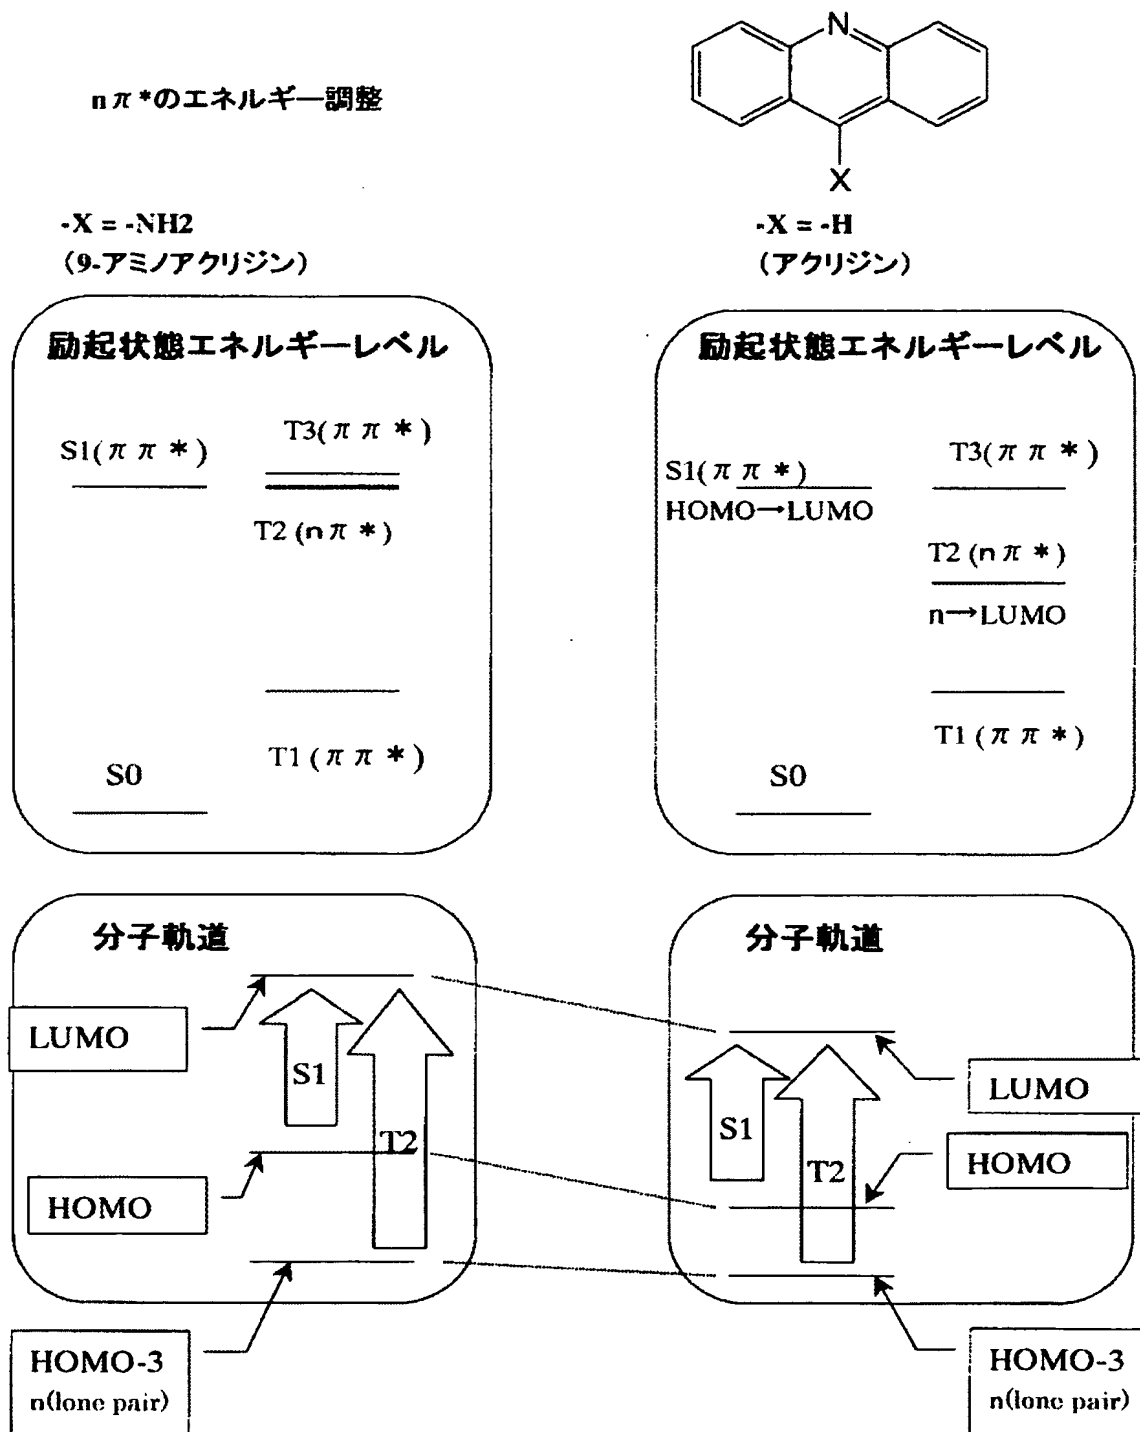 N
nπ*のエネルギー調整
X
-X = -NH2
(9-アミノアクリジン)
-X = -H
(アクリジン)
励起状態エネルギーレベル
S1(ππ*)
T3(ππ*)
T2(nπ*)
T1(ππ*)
S0
励起状態エネルギーレベル
T3(ππ*)
S1(ππ*)
HOMO→LUMO
T2(nπ*)
n→LUMO
T1(ππ*)
S0
分子軌道
LUMO
S1
T2
HOMO
HOMO-3
n(lone pair)
分子軌道
LUMO
S1
HOMO
T2
HOMO-3
n(lone pair)